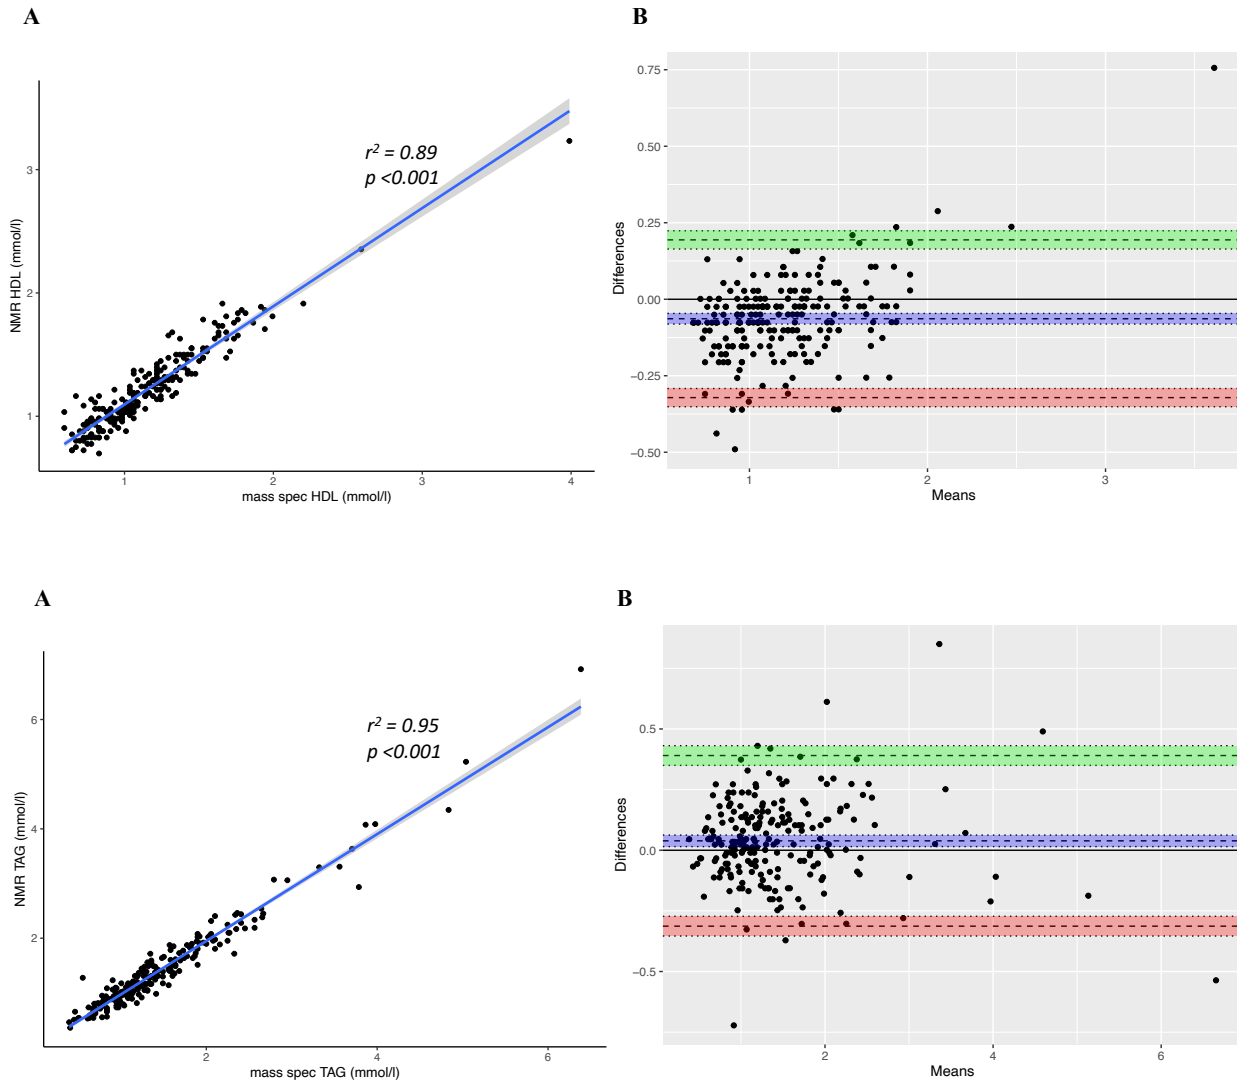 A
B
r² = 0.89
p <0.001
NMR HDL (mmol/l)
3
2
1
1
2
3
4
mass spec HDL (mmol/l)
Differences
0.75
0.50
0.25
0.00
−0.25
−0.50
1
2
3
Means
A
B
r² = 0.95
p <0.001
NMR TAG (mmol/l)
6
4
2
2
4
6
mass spec TAG (mmol/l)
Differences
0.5
0.0
−0.5
2
4
6
Means